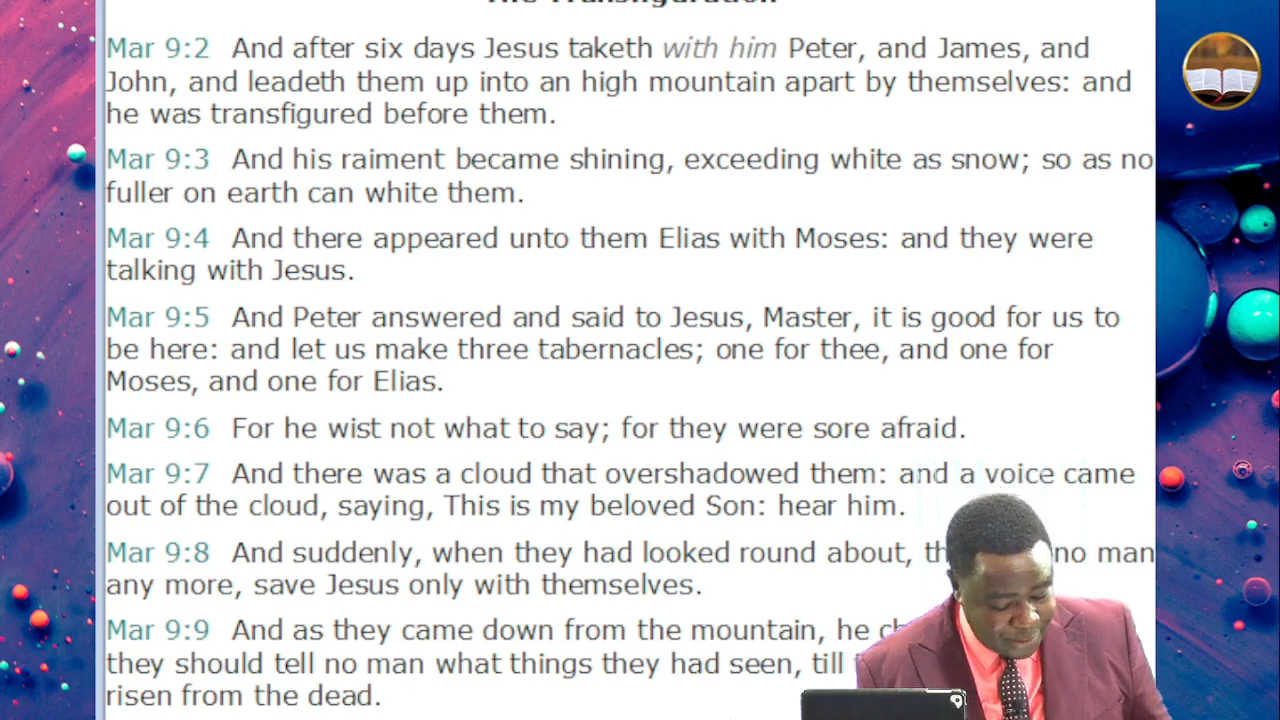 The Transfiguration
Mar 9:2 And after six days Jesus taketh with him Peter, and James, and
John, and leadeth them up into an high mountain apart by themselves: and
he was transfigured before them.
Mar 9:3 And his raiment became shining, exceeding white as snow; so as no
fuller on earth can white them.
Mar 9:4 And there appeared unto them Elias with Moses: and they were
talking with Jesus.
Mar 9:5 And Peter answered and said to Jesus, Master, it is good for us to
be here: and let us make three tabernacles; one for thee, and one for
Moses, and one for Elias.
Mar 9:6 For he wist not what to say; for they were sore afraid.
Mar 9:7 And there was a cloud that overshadowed them: and a voice came
out of the cloud, saying, This is my beloved Son: hear him.
Mar 9:8 And suddenly, when they had looked round about, no man
any more, save Jesus only with themselves.
Mar 9:9 And as they came down from the mountain, he
they should tell no man what things they had seen, till
risen from the dead.